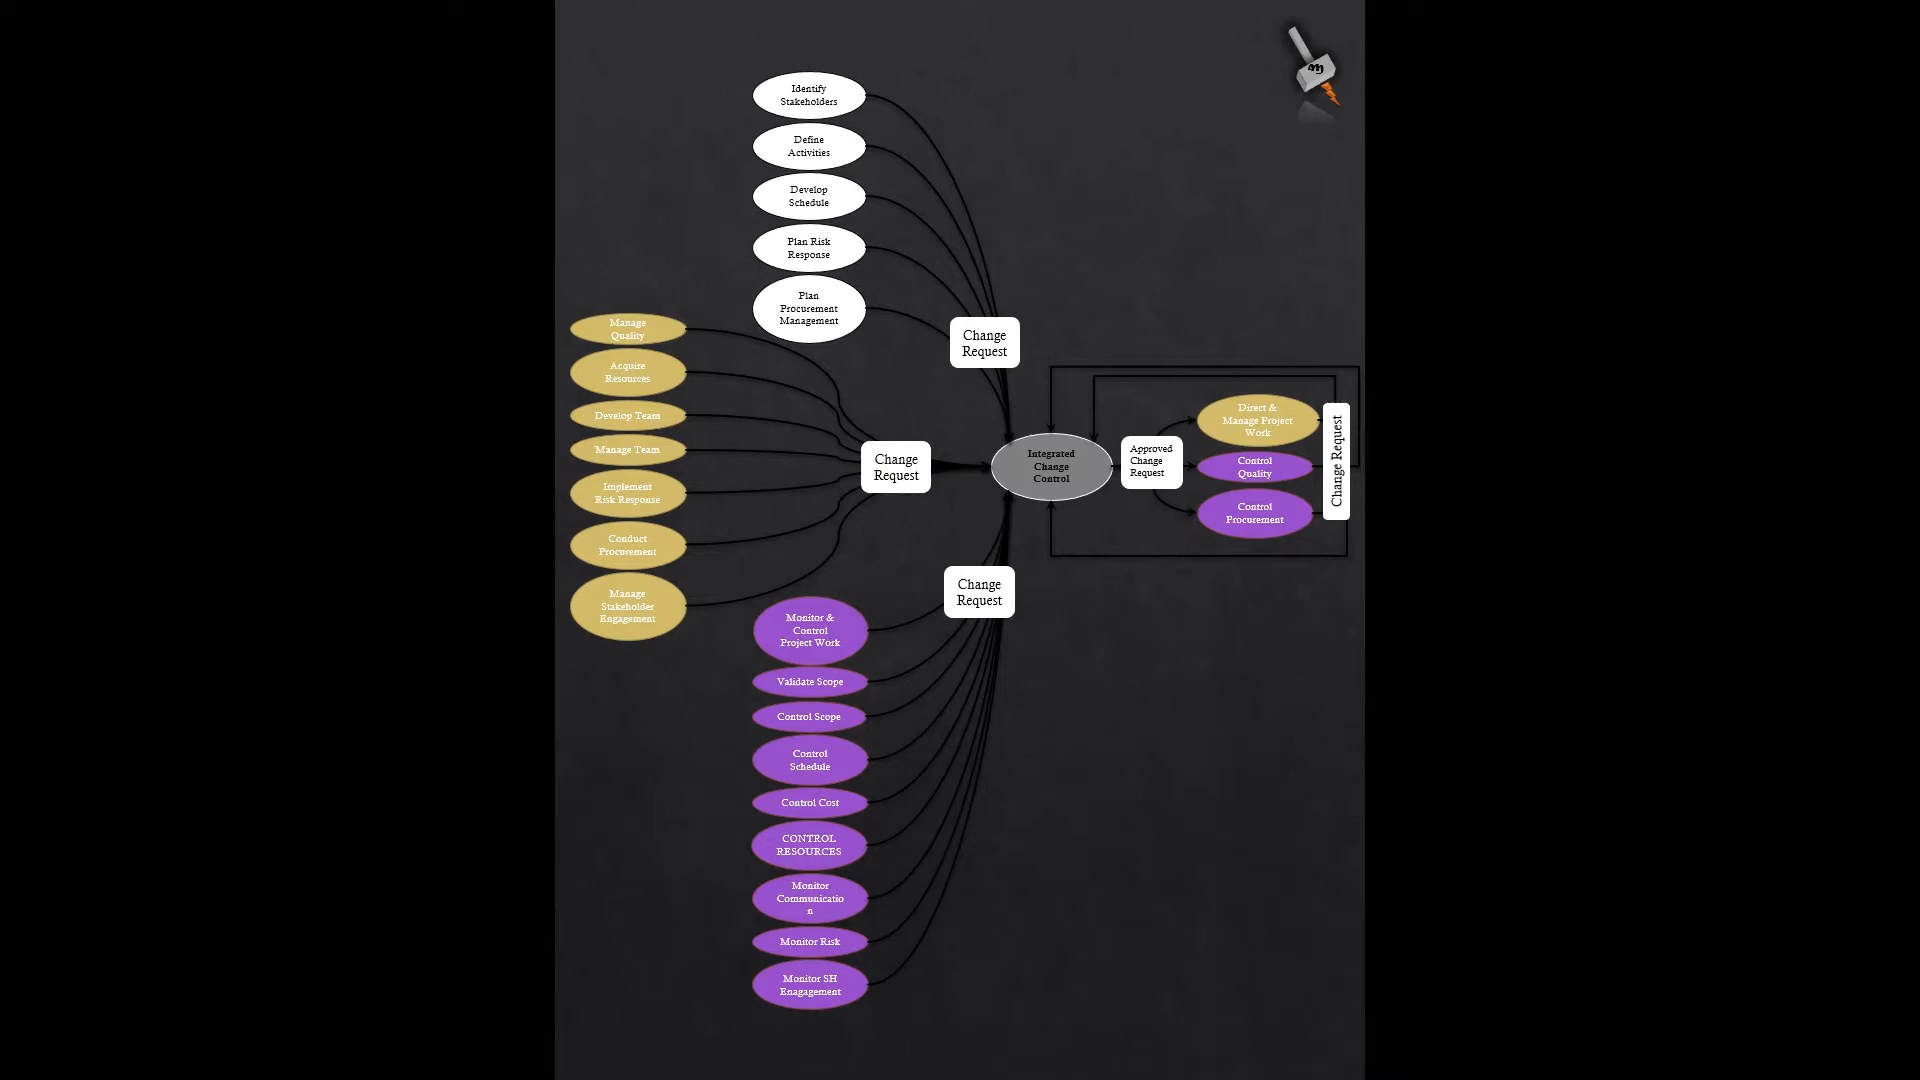 Identify
Stakeholders
Define
Activities
Develop
Schedule
Plan Risk
Response
Plan
Procurement
Management
Change
Request
Manage
Quality
Acquire
Resources
Develop Team
Manage Team
Implement
Risk Response
Conduct
Procurement
Manage
Stakeholder
Engagement
Change
Request
Integrated
Change
Control
Approved
Change
Request
Direct &
Manage Project
Work
Control
Quality
Control
Procurement
Change Request
Change
Request
Monitor &
Control
Project Work
Validate Scope
Control Scope
Control
Schedule
Control Cost
CONTROL
RESOURCES
Monitor
Communicatio
n
Monitor Risk
Monitor SH
Enagagement